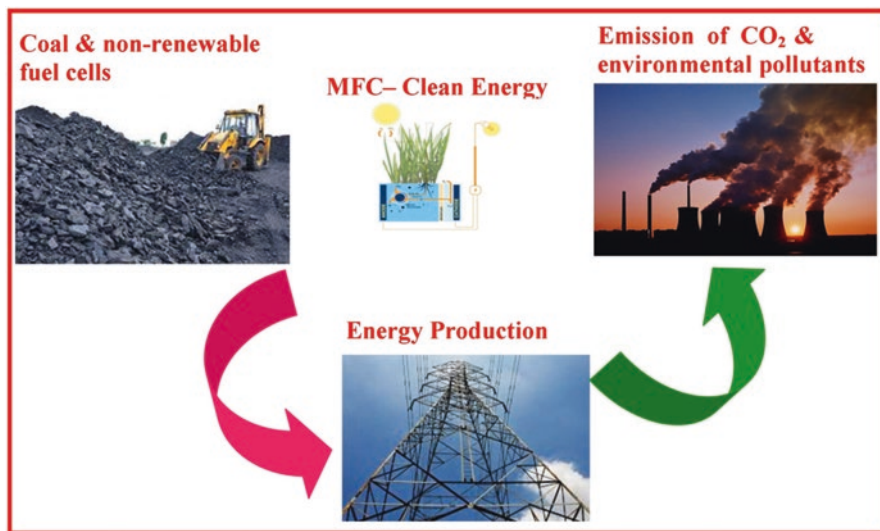 Coal & non-renewable
fuel cells
MFC– Clean Energy
Emission of CO₂ &
environmental pollutants
Energy Production